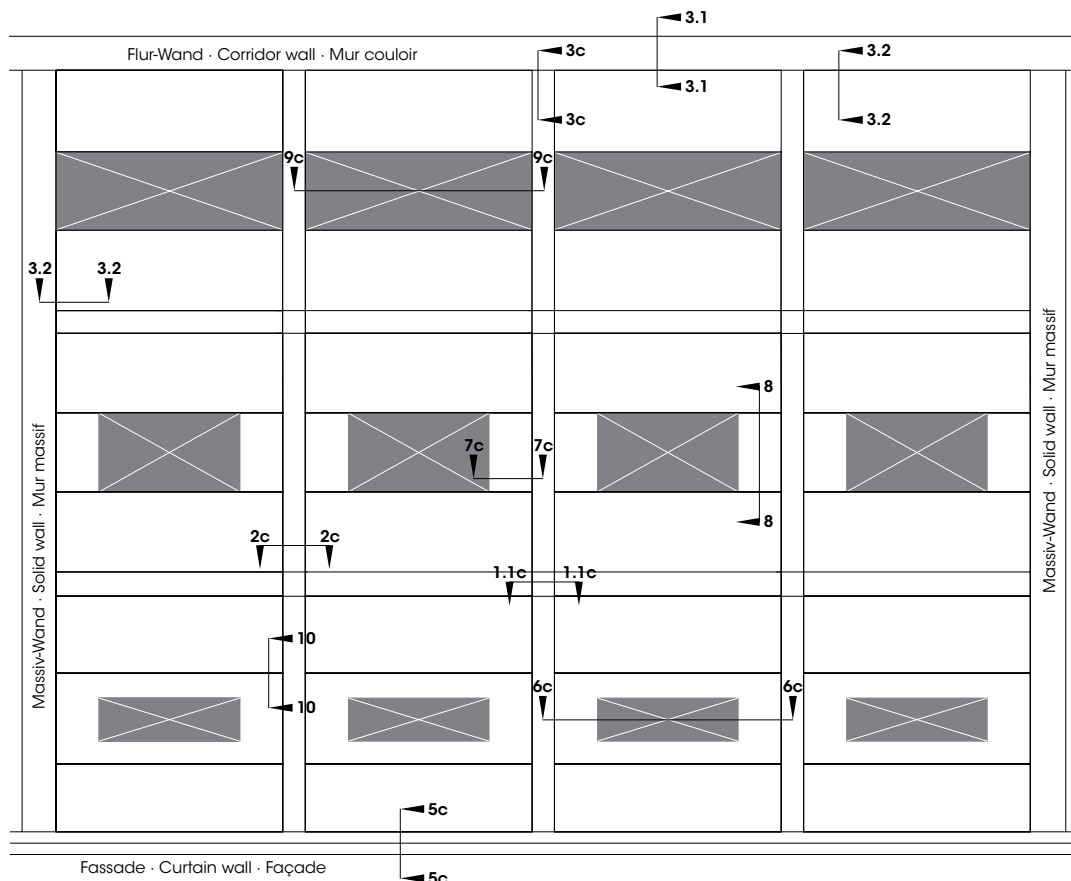 3.1
Flur-Wand · Corridor wall · Mur couloir
3c
3.2
3.1
3c
3.2
9c 9c
3.2 3.2
Massiv-Wand · Solid wall · Mur massif
8
7c 7c
Massiv-Wand · Solid wall · Mur massif
8
2c 2c
1.1c 1.1c
10
6c 6c
10
5c
Fassade · Curtain wall · Façade
5c